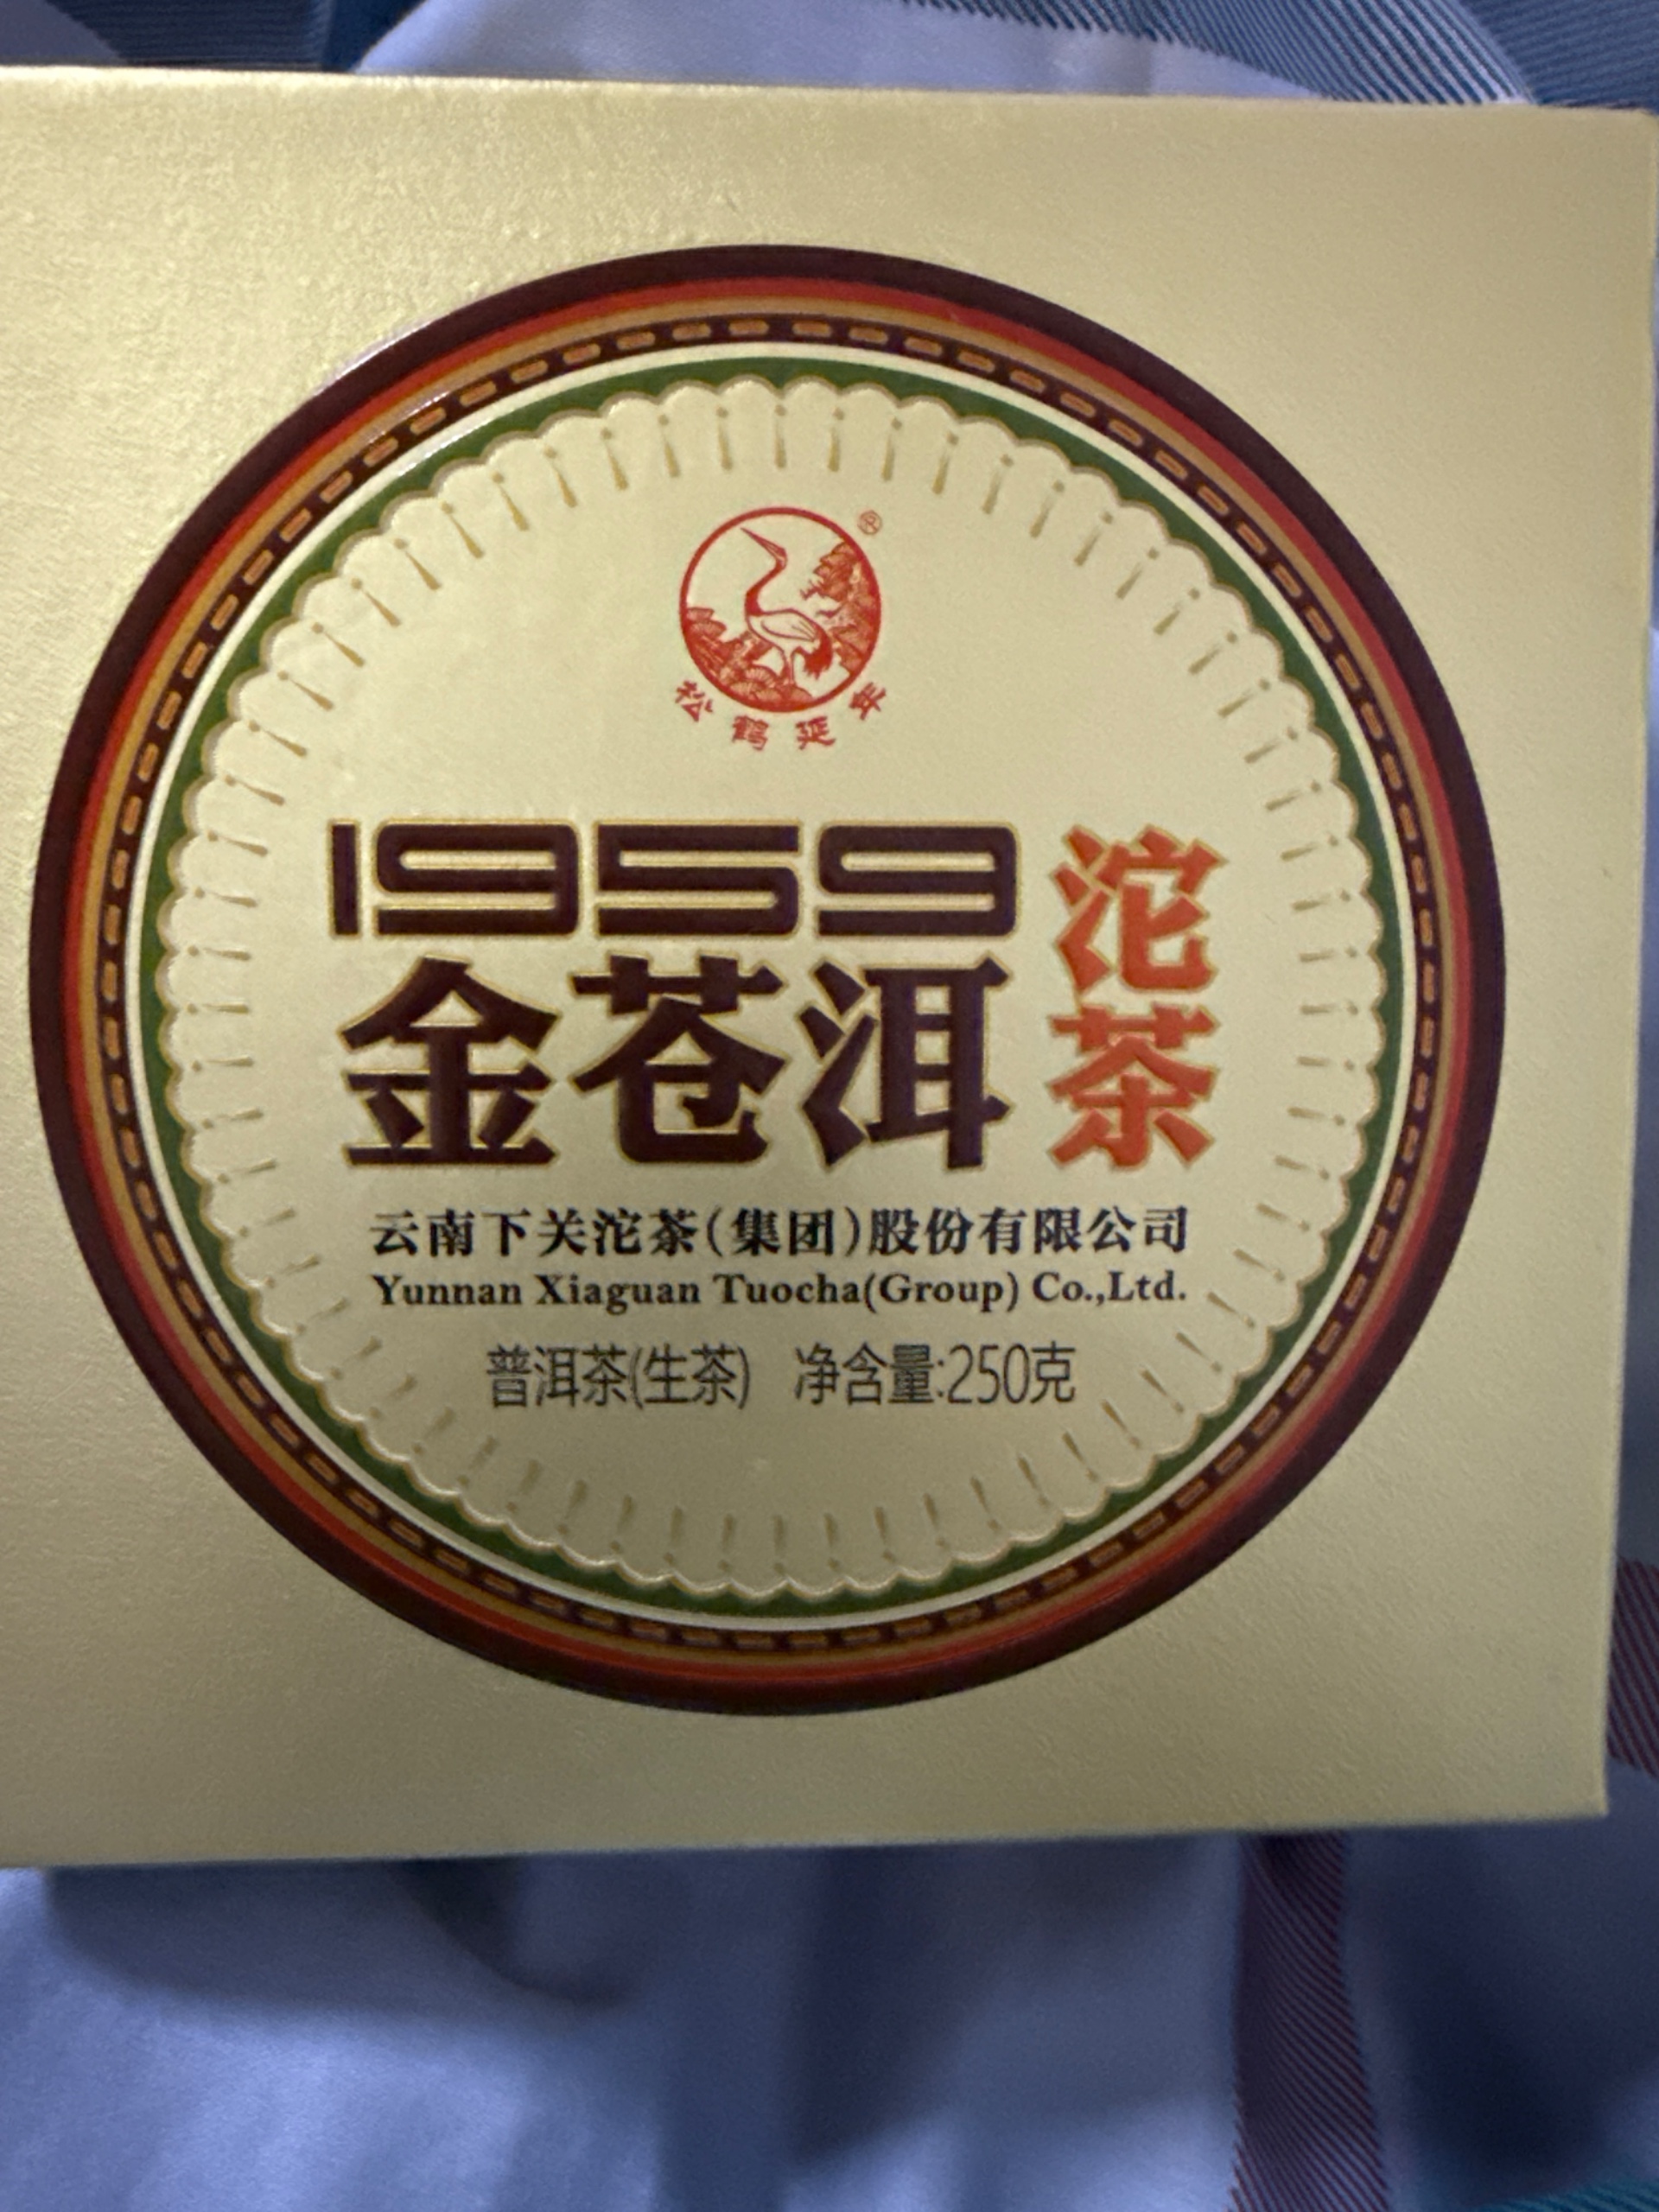 ®
松鹤延年
1959
金苍洱
沱茶
云南下关沱茶(集团)股份有限公司
Yunnan Xiaguan Tuocha(Group) Co.,Ltd.
普洱茶(生茶) 净含量:250克